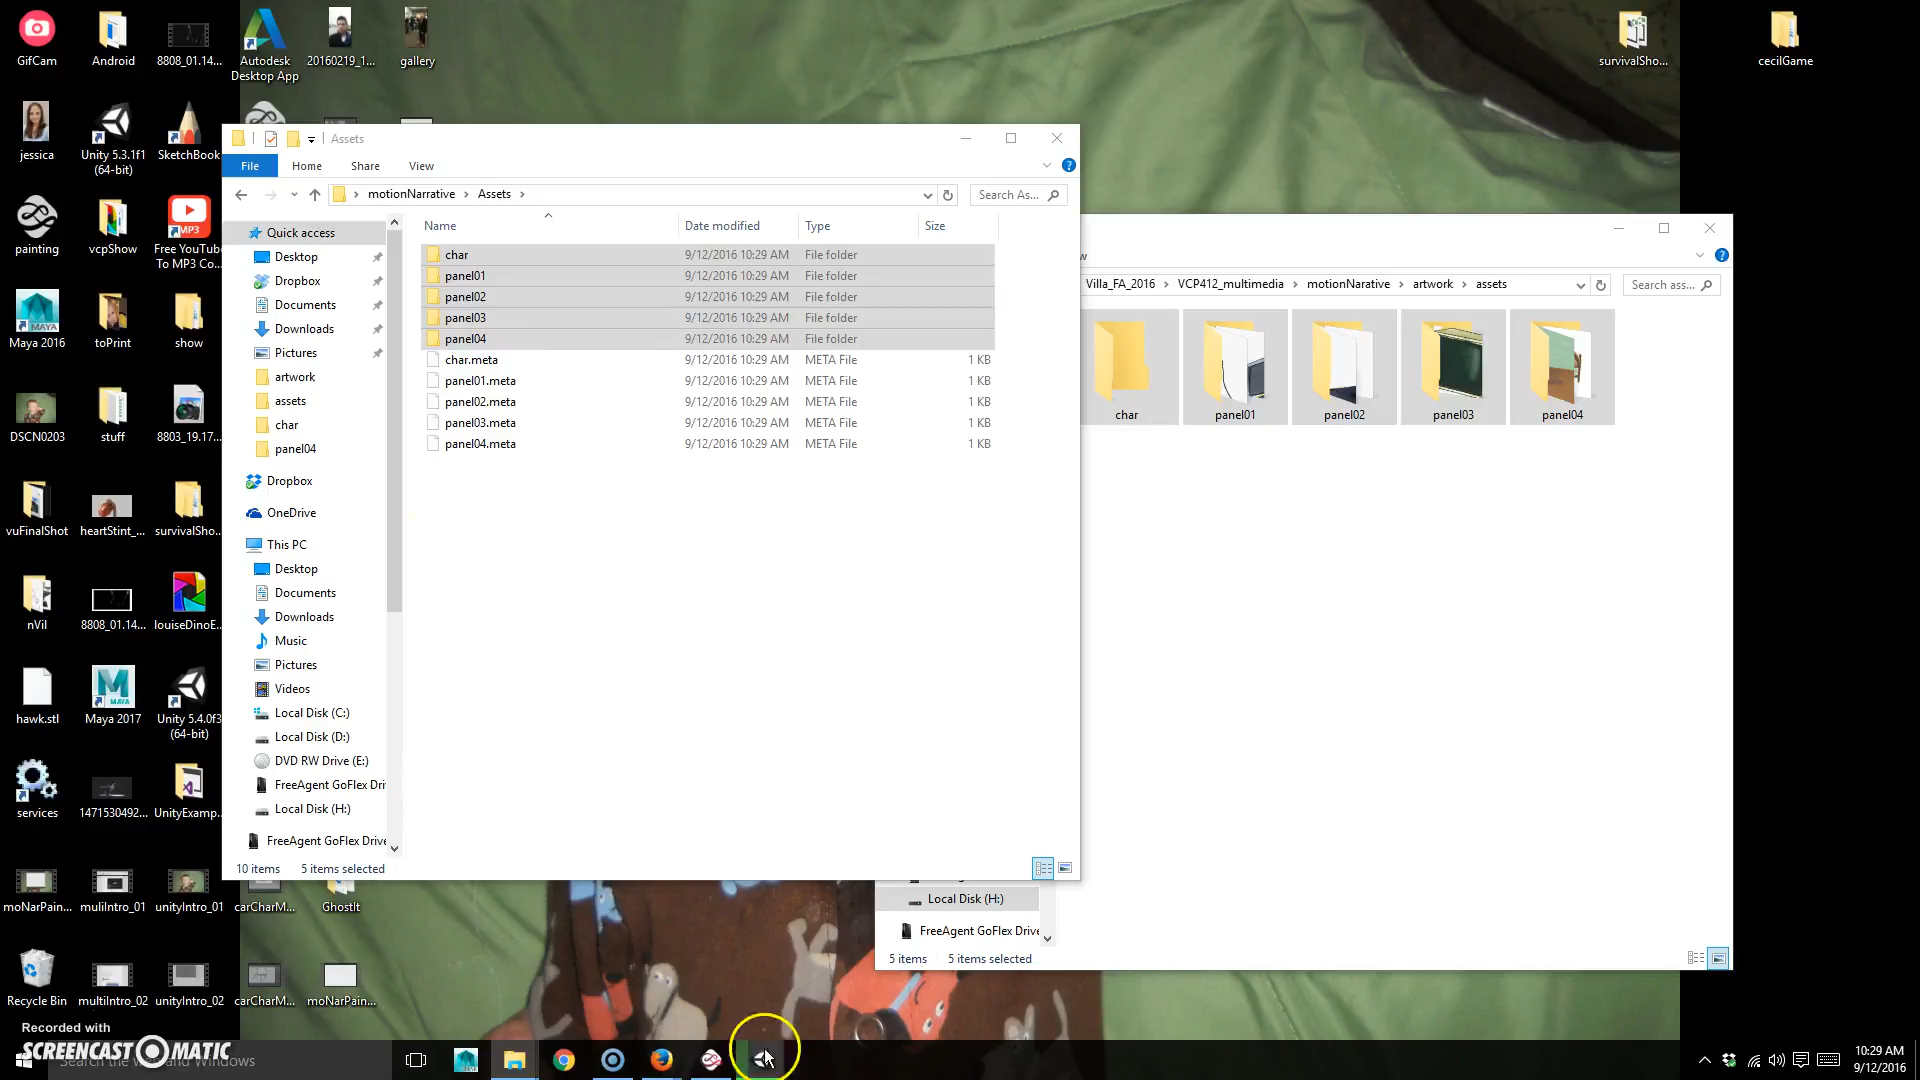 GifCam
Android
8808_01.14...
Autodesk
Desktop App
20160219_1...
gallery
survivalSho...
cecilGame
jessica
Unity 5.3.1f1
(64-bit)
SketchBook
painting
vcpShow
Free YouTube
To MP3 Co...
MP3
Maya 2016
toPrint
show
DSCN0203
stuff
8803_19.17...
vuFinalShot
heartStint_...
survivalSho...
nVil
8808_01.14...
louiseDinoE...
hawk.stl
Maya 2017
Unity 5.4.0f3
(64-bit)
services
1471530492...
UnityExamp...
moNarPain...
muliIntro_01
unityIntro_01
carCharM...
GhostIt
Recycle Bin
multiIntro_02
unityIntro_02
carCharM...
moNarPain...
Assets
File
Home
Share
View
motionNarrative
Assets
Search As...
Name
Date modified
Type
Size
char 9/12/2016 10:29 AM File folder
panel01 9/12/2016 10:29 AM File folder
panel02 9/12/2016 10:29 AM File folder
panel03 9/12/2016 10:29 AM File folder
panel04 9/12/2016 10:29 AM File folder
char.meta 9/12/2016 10:29 AM META File 1 KB
panel01.meta 9/12/2016 10:29 AM META File 1 KB
panel02.meta 9/12/2016 10:29 AM META File 1 KB
panel03.meta 9/12/2016 10:29 AM META File 1 KB
panel04.meta 9/12/2016 10:29 AM META File 1 KB
Quick access
Desktop
Dropbox
Documents
Downloads
Pictures
artwork
assets
char
panel04
Dropbox
OneDrive
This PC
Desktop
Documents
Downloads
Music
Pictures
Videos
Local Disk (C:)
Local Disk (D:)
DVD RW Drive (E:)
FreeAgent GoFlex Dri
Local Disk (H:)
FreeAgent GoFlex Drive
10 items 5 items selected
Villa_FA_2016
VCP412_multimedia
motionNarrative
artwork
assets
Search ass...
char
panel01
panel02
panel03
panel04
Local Disk (H:)
FreeAgent GoFlex Drive
5 items 5 items selected
Recorded with
SCREENCAST MATIC
Search the web and Windows
10:29 AM
9/12/2016